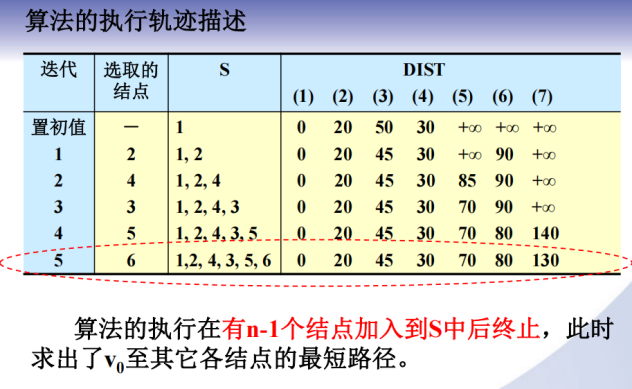 算法的执行轨迹描述
迭代 选取的结点 S DIST
(1) (2) (3) (4) (5) (6) (7)
置初值 — 1 0 20 50 30 +∞ +∞ +∞
1 2 1, 2 0 20 45 30 +∞ 90 +∞
2 4 1, 2, 4 0 20 45 30 85 90 +∞
3 3 1, 2, 4, 3 0 20 45 30 70 90 +∞
4 5 1, 2, 4, 3, 5 0 20 45 30 70 80 140
5 6 1,2, 4, 3, 5, 6 0 20 45 30 70 80 130
算法的执行在有n-1个结点加入到S中后终止，此时
求出了v0至其它各结点的最短路径。